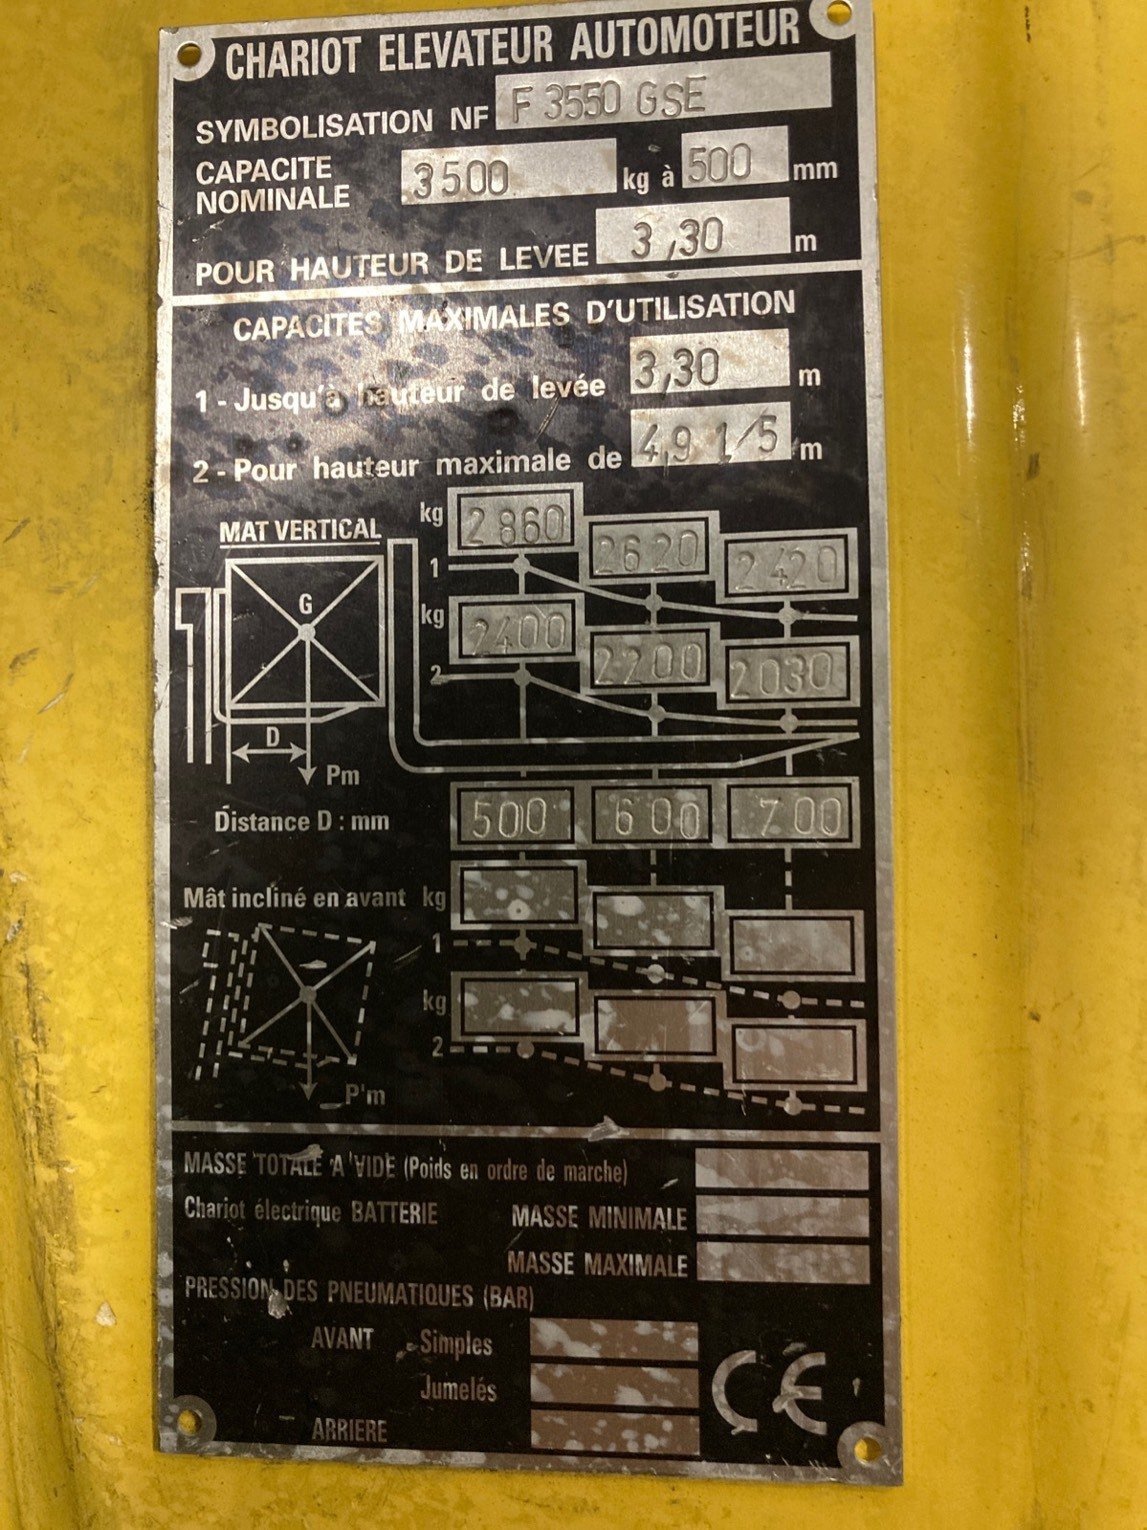 CHARIOT ELEVATEUR AUTOMOTEUR
SYMBOLISATION NF F 3550 GSE
CAPACITE NOMINALE 3500 kg à 500 mm
POUR HAUTEUR DE LEVEE 3,30 m
CAPACITES MAXIMALES D'UTILISATION
1 - Jusqu'à hauteur de levée 3,30 m
2 - Pour hauteur maximale de 4,9 1/5 m
MAT VERTICAL
kg 2860 2620 2420
1
G
kg 2400 2200 2030
2
D
Pm
Distance D : mm 500 600 700
Mât incliné en avant kg
1
kg
2
P'm
MASSE TOTALE A VIDE (Poids en ordre de marche)
Chariot électrique BATTERIE MASSE MINIMALE
MASSE MAXIMALE
PRESSION DES PNEUMATIQUES (BAR)
AVANT Simples
Jumelés
ARRIERE
CE